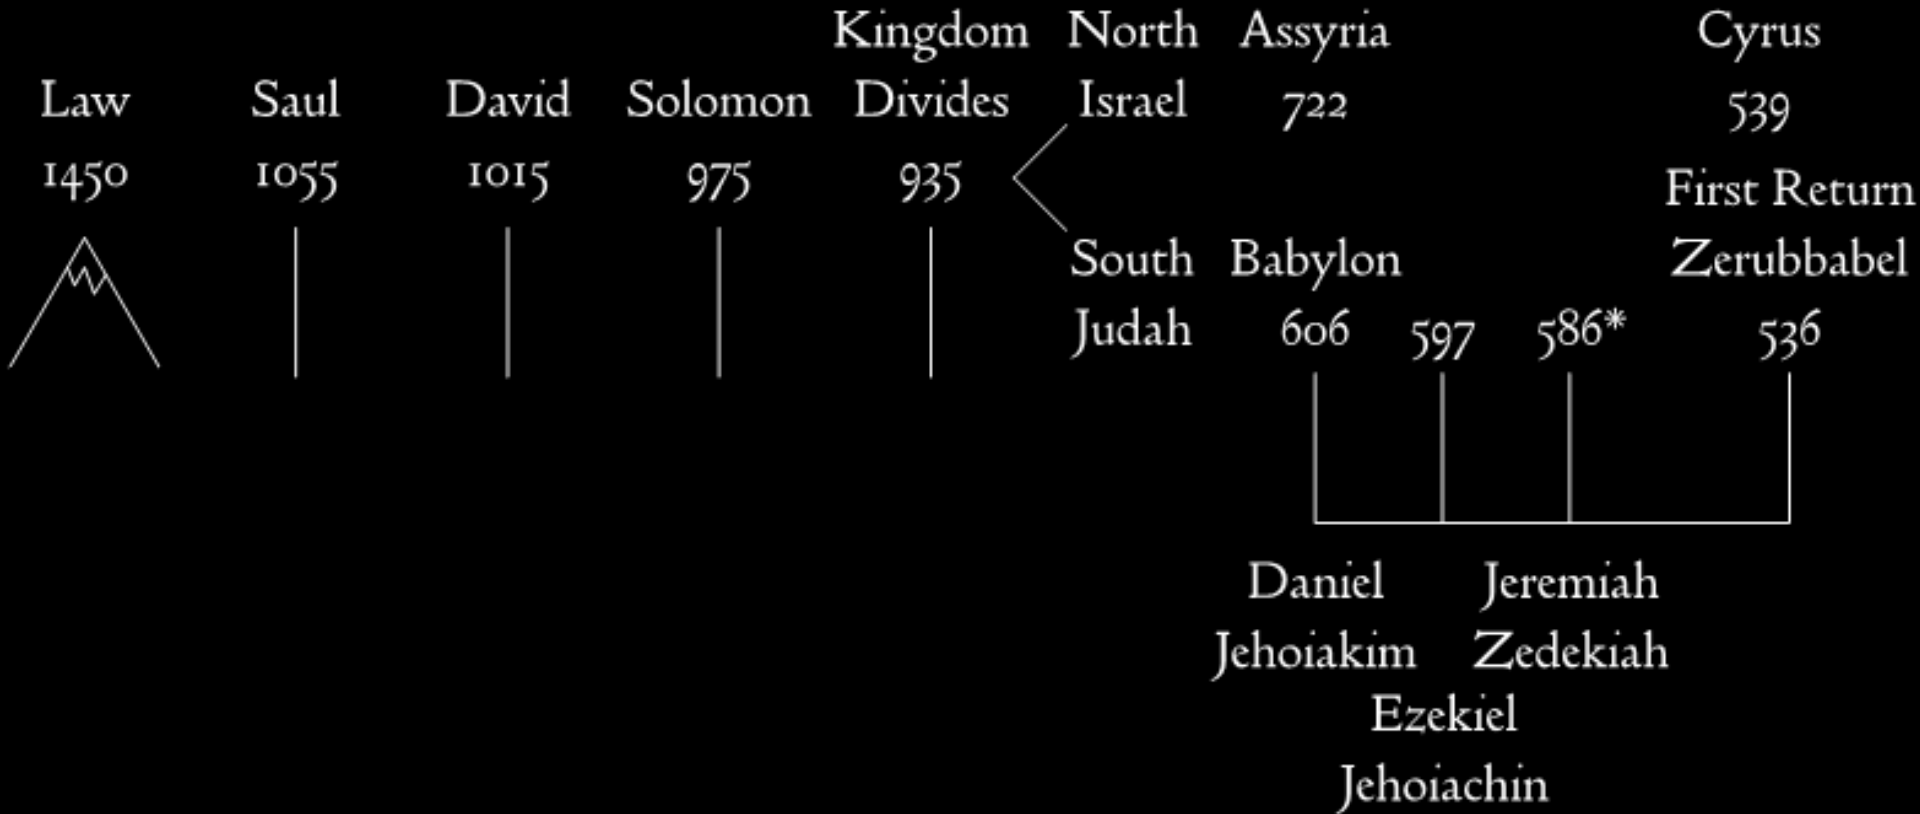 Law
1450
Saul
1055
David
1015
Solomon
975
Kingdom
Divides
935
North
Israel
Assyria
722
South
Judah
Babylon
606
597
586*
Cyrus
539
First Return
Zerubbabel
536
Daniel
Jehoiakim
Ezekiel
Jehoiachin
Jeremiah
Zedekiah